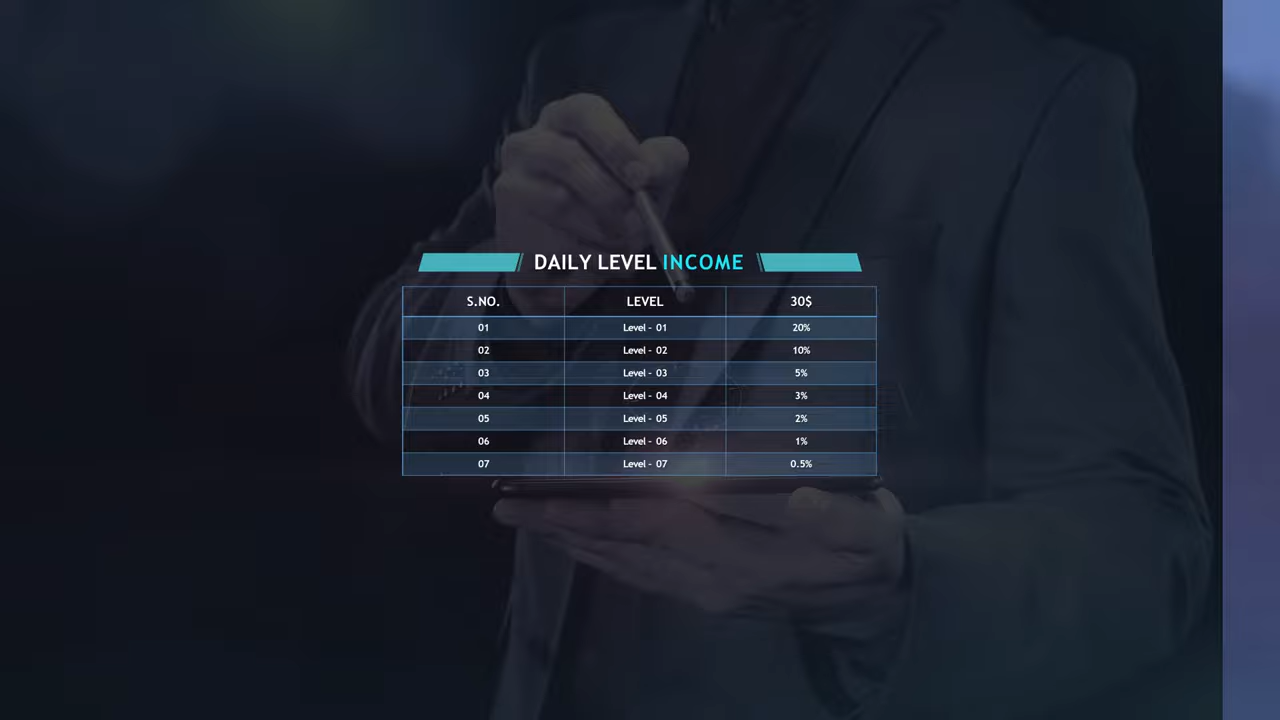 DAILY LEVEL INCOME
S.NO. LEVEL 30$
01 Level - 01 20%
02 Level - 02 10%
03 Level - 03 5%
04 Level - 04 3%
05 Level - 05 2%
06 Level - 06 1%
07 Level - 07 0.5%